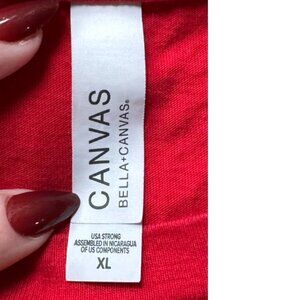 CANVAS
BELLA+CANVAS®
USA STRONG
ASSEMBLED IN NICARAGUA
OF US COMPONENTS
XL